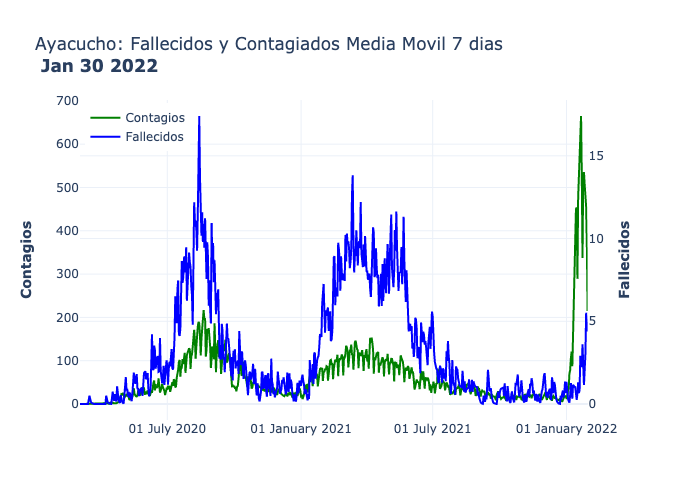 Ayacucho: Fallecidos y Contagiados Media Movil 7 dias
Jan 30 2022
Contagios
Fallecidos
700
600
500
400
300
200
100
0
15
10
5
0
Contagios
Fallecidos
01 July 2020
01 January 2021
01 July 2021
01 January 2022